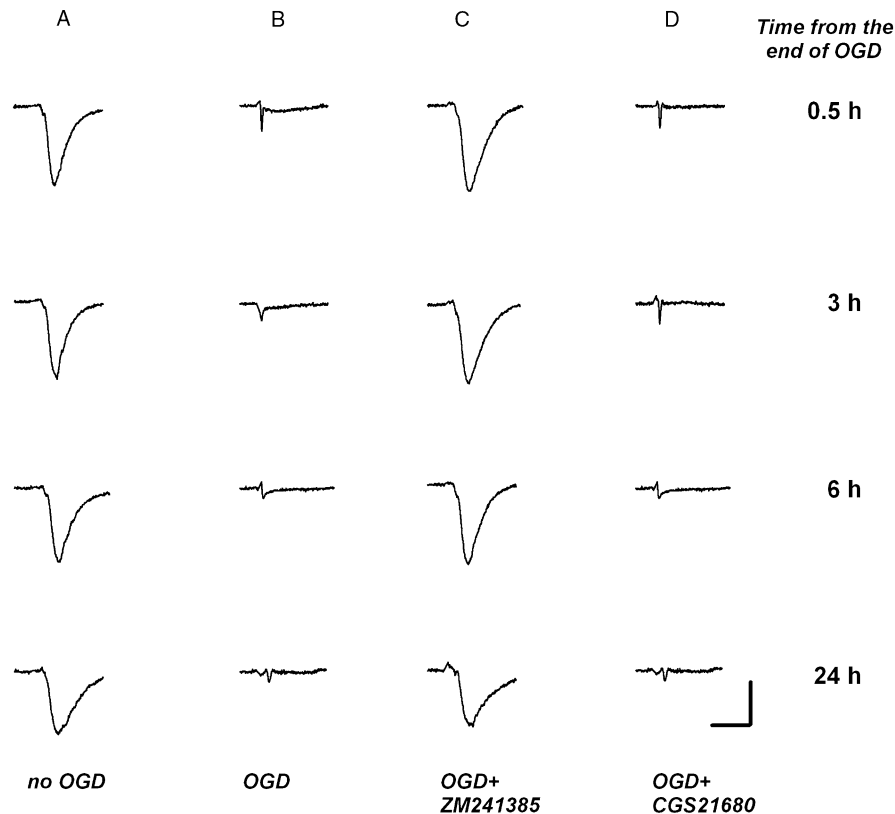 A B C D
Time from the
end of OGD
0.5 h
3 h
6 h
24 h
no OGD OGD OGD+ OGD+
ZM241385 CGS21680